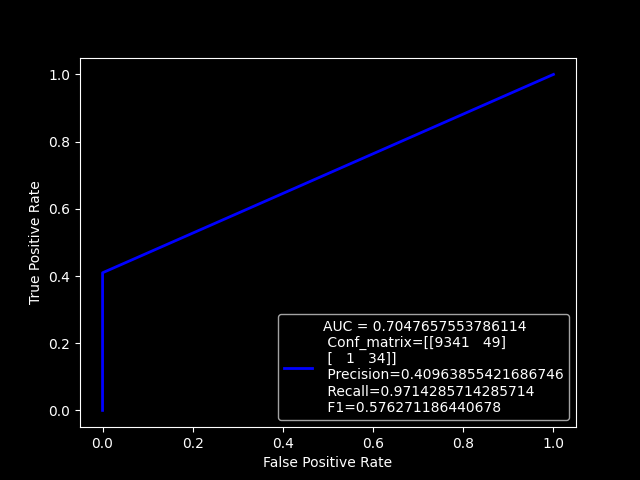 1.0
0.8
0.6
0.4
0.2
0.0
True Positive Rate
AUC = 0.7047657553786114
Conf_matrix=[[9341 49]
[ 1 34]]
Precision=0.40963855421686746
Recall=0.9714285714285714
F1=0.576271186440678
0.0 0.2 0.4 0.6 0.8 1.0
False Positive Rate